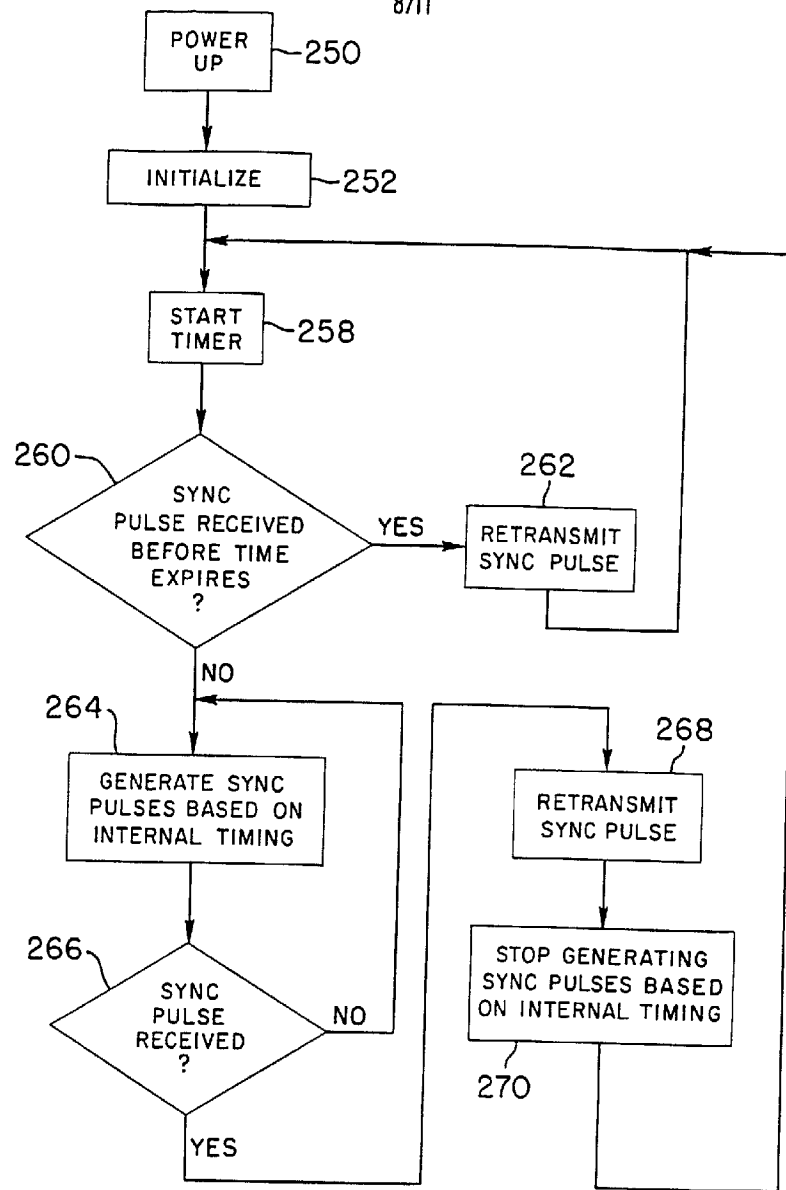 8/11
POWER
UP
250
INITIALIZE
252
START
TIMER
258
260
SYNC
PULSE RECEIVED
BEFORE TIME
EXPIRES
?
YES
262
RETRANSMIT
SYNC PULSE
NO
264
GENERATE SYNC
PULSES BASED ON
INTERNAL TIMING
266
SYNC
PULSE
RECEIVED
?
NO
YES
268
RETRANSMIT
SYNC PULSE
STOP GENERATING
SYNC PULSES BASED
ON INTERNAL TIMING
270